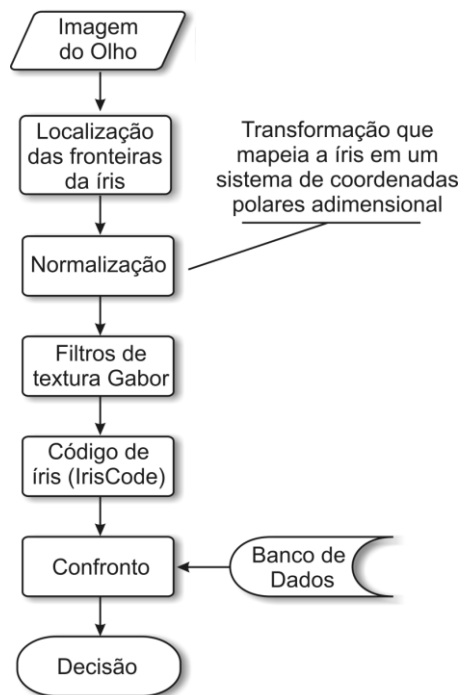 Imagem
do Olho
Localização
das fronteiras
da íris
Transformação que
mapeia a íris em um
sistema de coordenadas
polares adimensional
Normalização
Filtros de
textura Gabor
Código de
íris (IrisCode)
Confronto
Banco de
Dados
Decisão